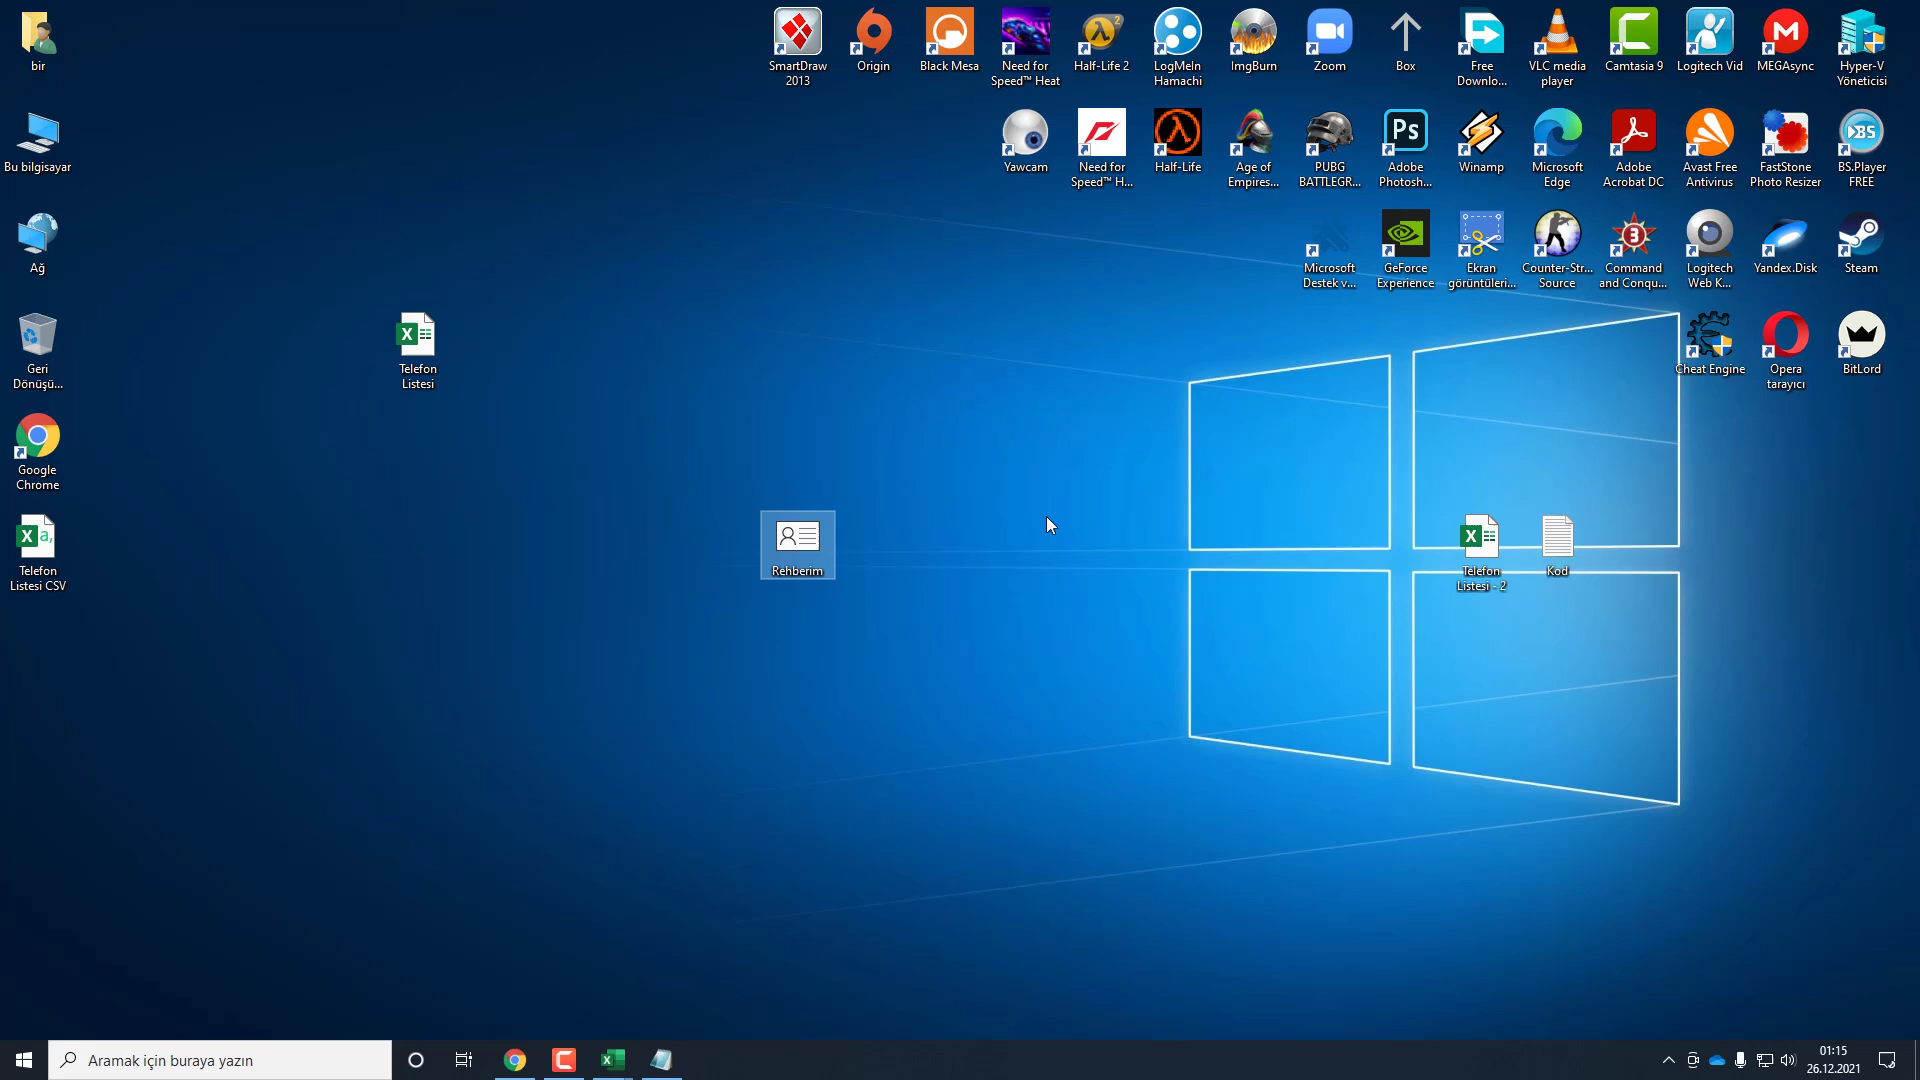 bir
SmartDraw
2013
Origin
Black Mesa
Need for
Speed™ Heat
Half-Life 2
LogMeIn
Hamachi
ImgBurn
Zoom
Box
Free
Downlo...
VLC media
player
Camtasia 9
Logitech Vid
MEGAsync
Hyper-V
Yöneticisi
Bu bilgisayar
Yawcam
Need for
Speed™ H...
Half-Life
Age of
Empires...
PUBG
BATTLEGR...
Ps
Adobe
Photosh...
Winamp
Microsoft
Edge
Adobe
Acrobat DC
Avast Free
Antivirus
FastStone
Photo Resizer
BS
BS.Player
FREE
Ağ
Microsoft
Destek v...
GeForce
Experience
Ekran
görüntüleri...
Counter-Str...
Source
3
Command
and Conqu...
Logitech
Web K...
Yandex.Disk
Steam
Geri
Dönüşü...
X
Telefon
Listesi
Cheat Engine
Opera
tarayıcı
BitLord
Google
Chrome
X a,
Telefon
Listesi CSV
Rehberim
X
Telefon
Listesi - 2
Kod
Aramak için buraya yazın
01:15
26.12.2021